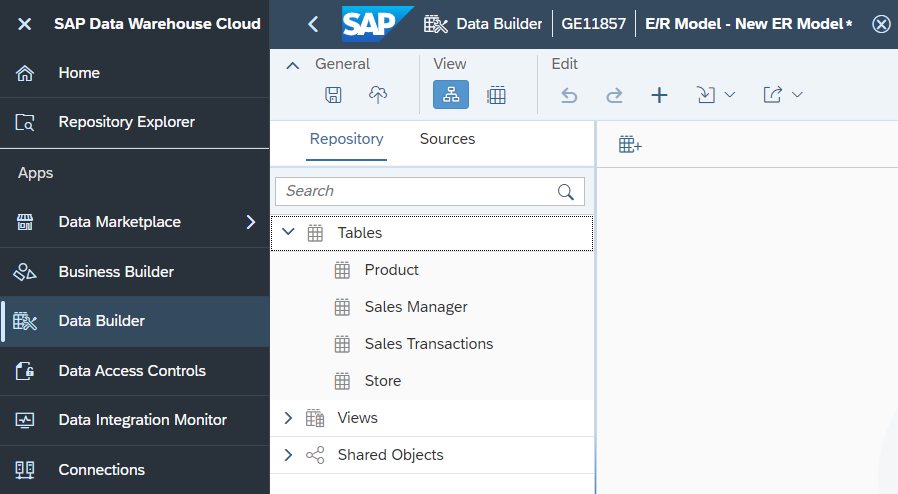 SAP Data Warehouse Cloud
Home
Repository Explorer
Apps
Data Marketplace
Business Builder
Data Builder
Data Access Controls
Data Integration Monitor
Connections
SAP
Data Builder
GE11857
E/R Model - New ER Model*
General
View
Edit
Repository
Sources
Search
Tables
Product
Sales Manager
Sales Transactions
Store
Views
Shared Objects